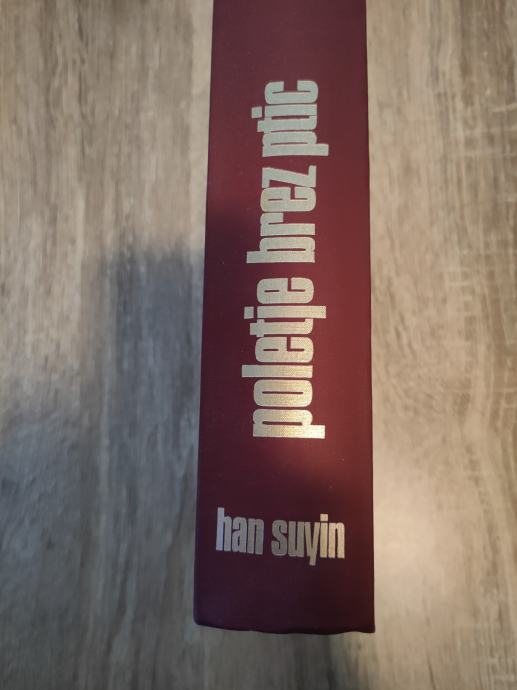 poletje brez ptic
han suyin